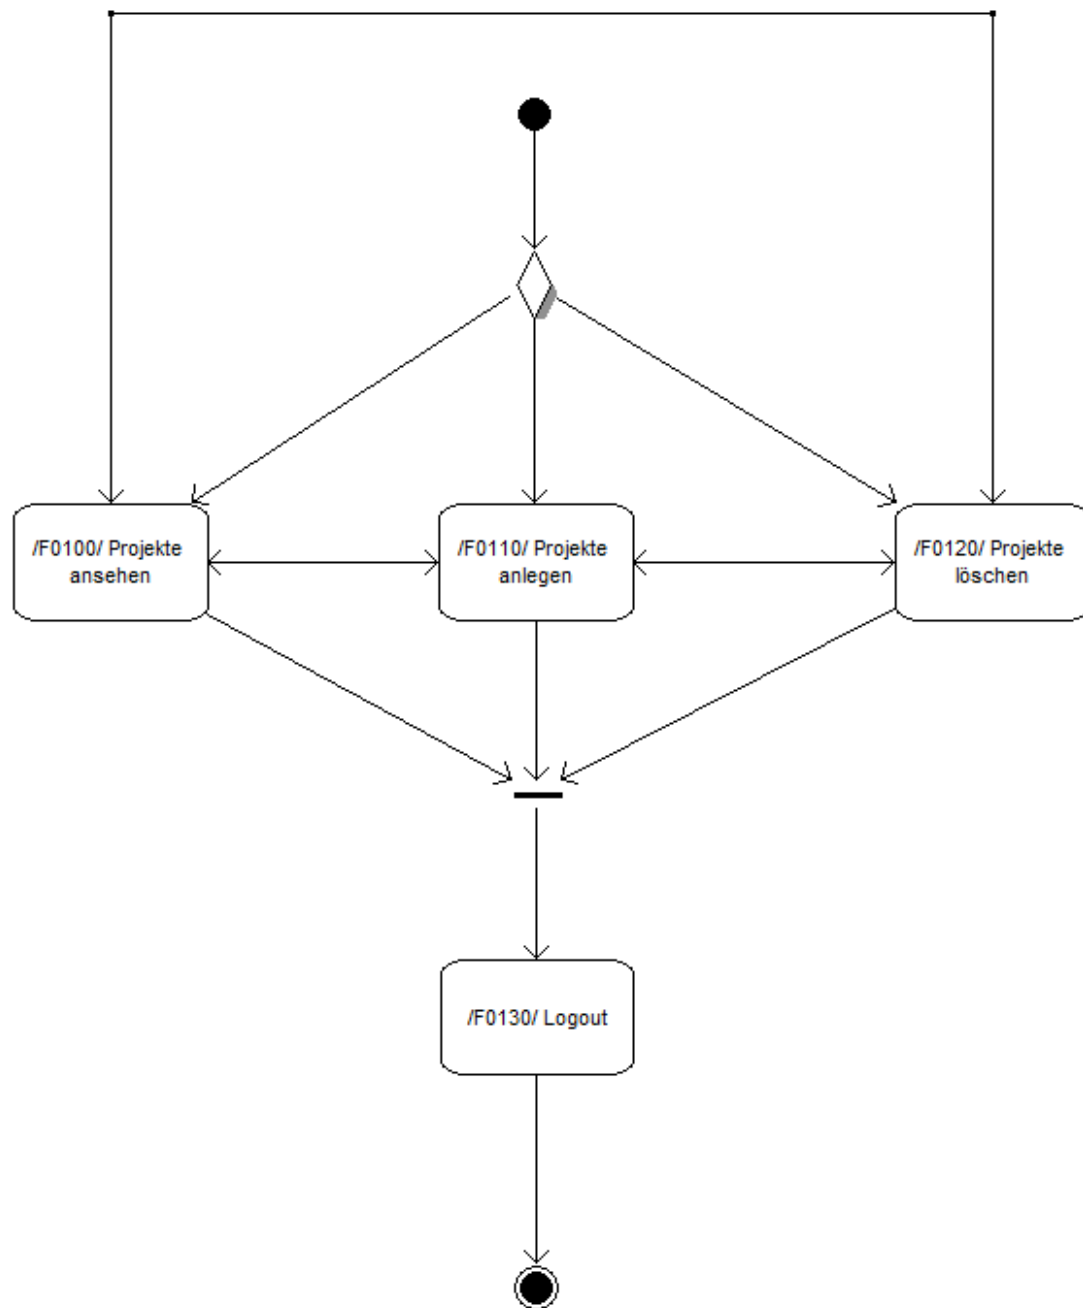 /F0100/ Projekte
ansehen
/F0110/ Projekte
anlegen
/F0120/ Projekte
löschen
/F0130/ Logout